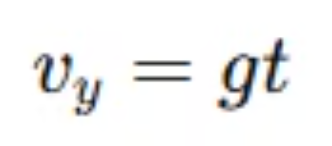 v_y = gt